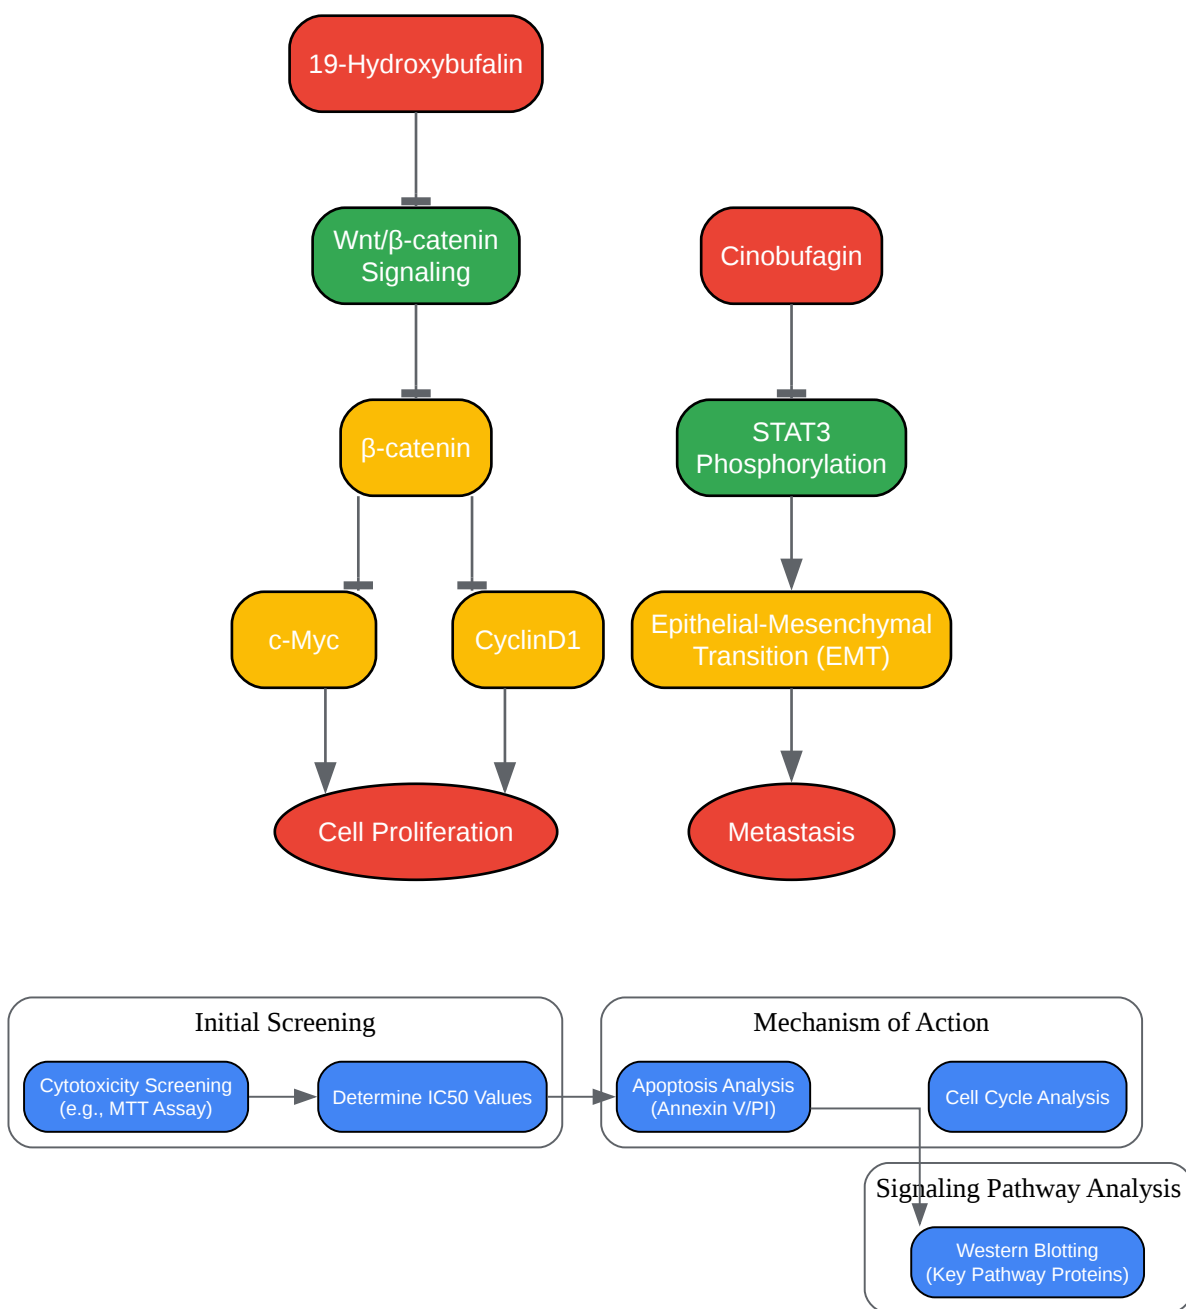 19-Hydroxybufalin
Wnt/β-catenin
Signaling
Cinobufagin
β-catenin
STAT3
Phosphorylation
c-Myc
CyclinD1
Epithelial-Mesenchymal
Transition (EMT)
Cell Proliferation
Metastasis
Initial Screening
Mechanism of Action
Cytotoxicity Screening
(e.g., MTT Assay)
Determine IC50 Values
Apoptosis Analysis
(Annexin V/PI)
Cell Cycle Analysis
Signaling Pathway Analysis
Western Blotting
(Key Pathway Proteins)